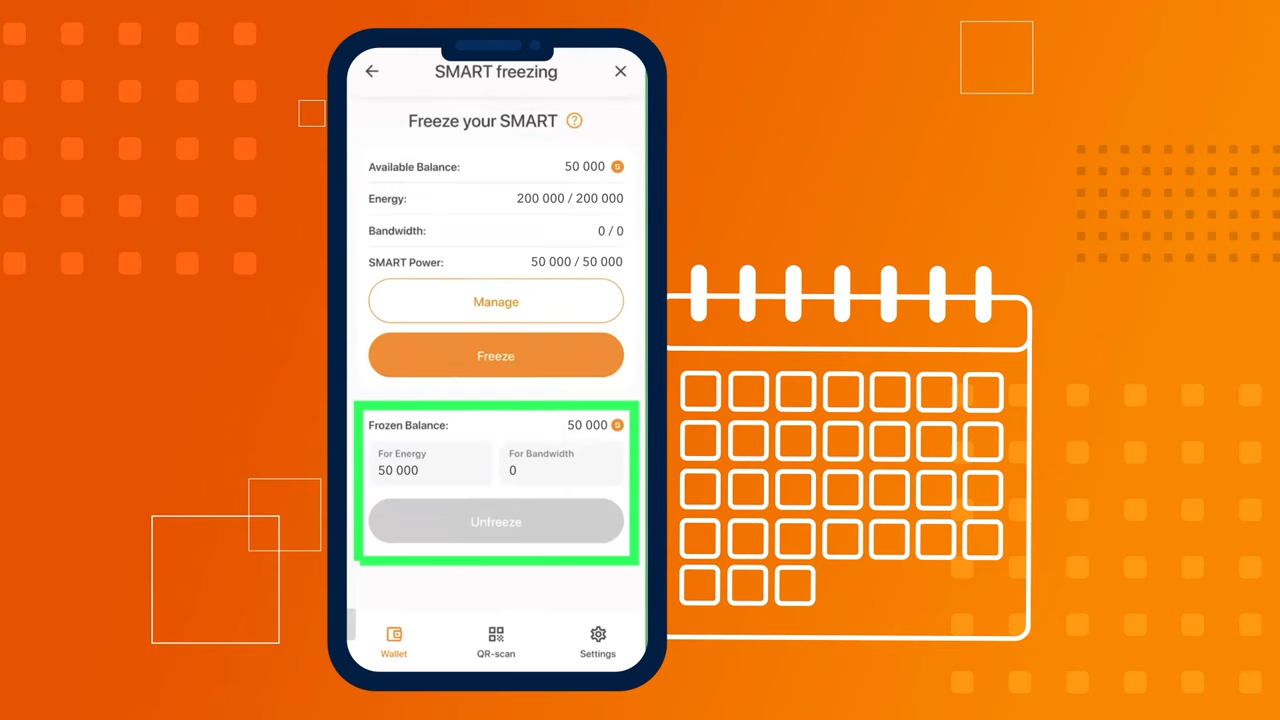 SMART freezing
Freeze your SMART ?
Available Balance: 50 000 S
Energy: 200 000 / 200 000
Bandwidth: 0 / 0
SMART Power: 50 000 / 50 000
Manage
Freeze
Frozen Balance: 50 000 S
For Energy For Bandwidth
50 000 0
Unfreeze
Wallet QR-scan Settings